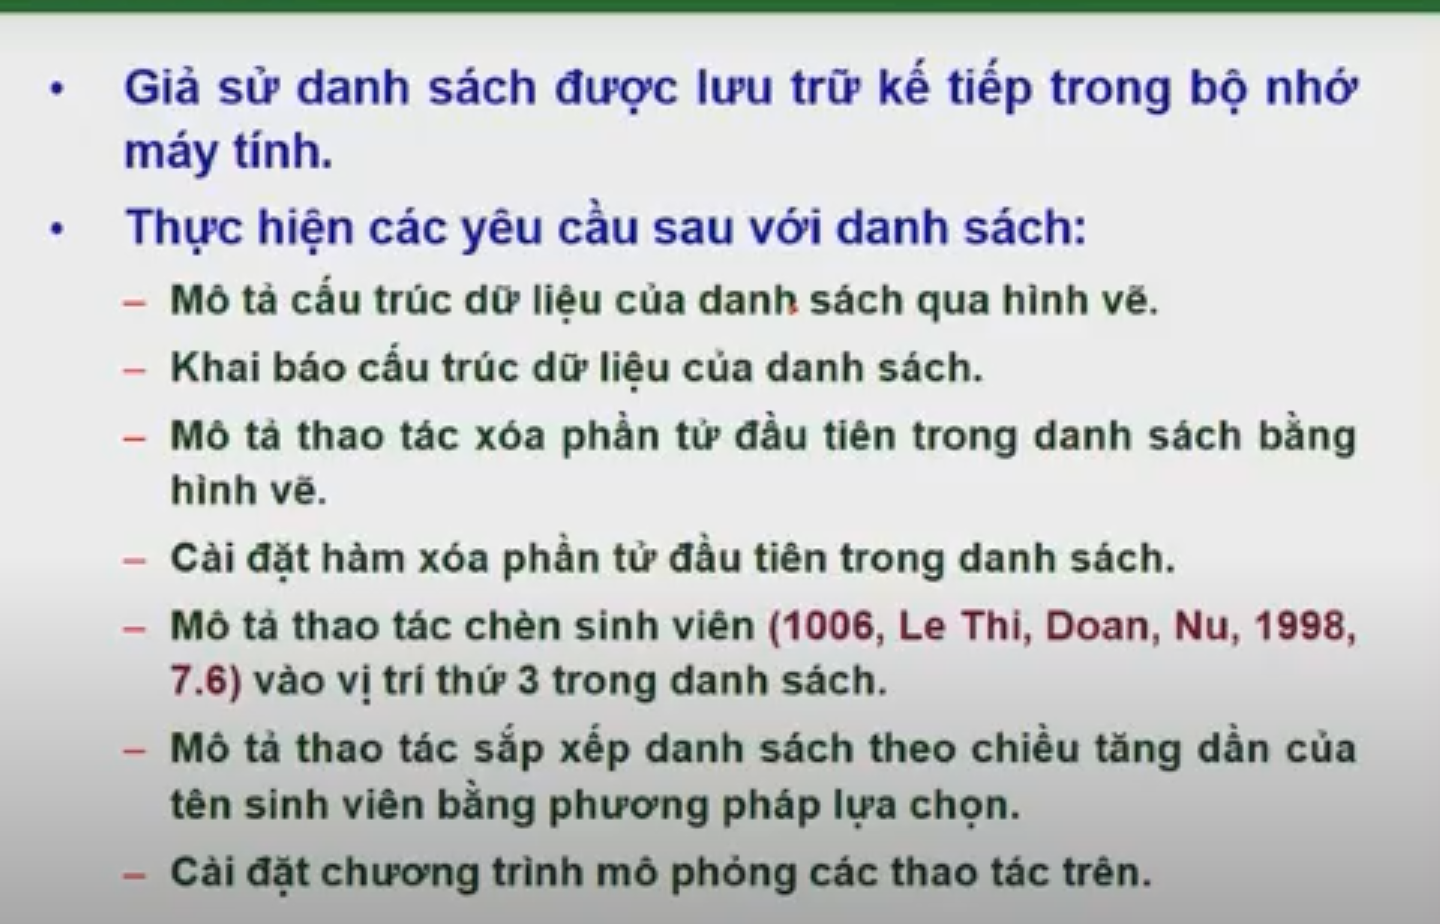 • Giả sử danh sách được lưu trữ kế tiếp trong bộ nhớ
máy tính.
• Thực hiện các yêu cầu sau với danh sách:
– Mô tả cấu trúc dữ liệu của danh sách qua hình vẽ.
– Khai báo cấu trúc dữ liệu của danh sách.
– Mô tả thao tác xóa phần tử đầu tiên trong danh sách bằng
hình vẽ.
– Cài đặt hàm xóa phần tử đầu tiên trong danh sách.
– Mô tả thao tác chèn sinh viên (1006, Le Thi, Doan, Nu, 1998,
7.6) vào vị trí thứ 3 trong danh sách.
– Mô tả thao tác sắp xếp danh sách theo chiều tăng dần của
tên sinh viên bằng phương pháp lựa chọn.
– Cài đặt chương trình mô phỏng các thao tác trên.